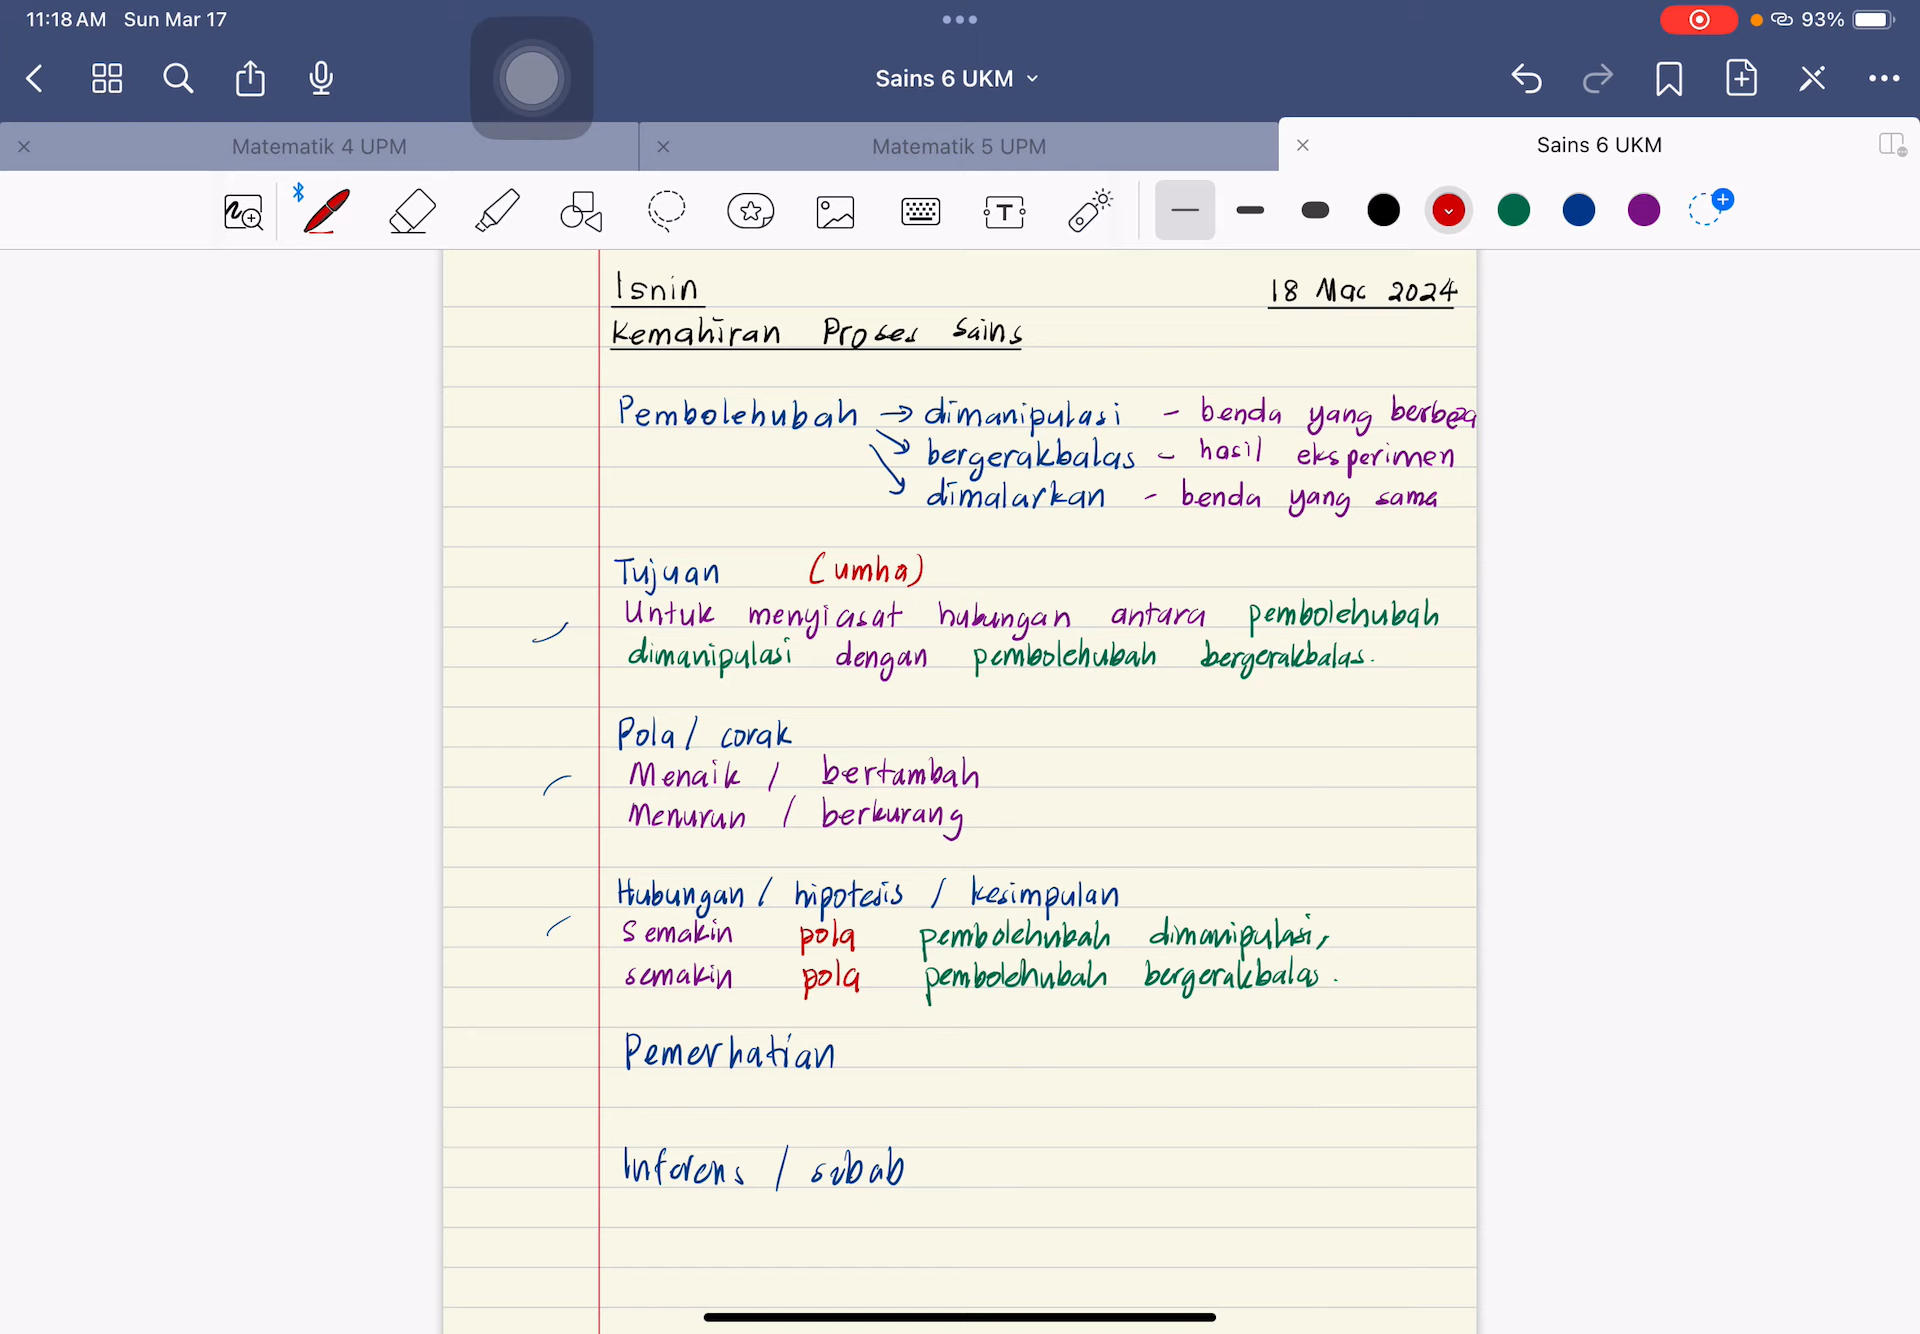 11:18 AM Sun Mar 17
93%
Sains 6 UKM
Matematik 4 UPM
Matematik 5 UPM
Sains 6 UKM
Isnin 18 Mac 2024
Kemahiran Proses Sains
Pembolehubah → dimanipulasi - benda yang berbeza
bergerakbalas - hasil eksperimen
dimalarkan - benda yang sama
Tujuan (umha)
Untuk menyiasat hubungan antara pembolehubah
dimanipulasi dengan pembolehubah bergerakbalas.
Pola / corak
Menaik / bertambah
Menurun / berkurang
Hubungan / hipotesis / kesimpulan
Semakin pola pembolehubah dimanipulasi,
semakin pola pembolehubah bergerakbalas.
Pemerhatian
Inferens / sebab